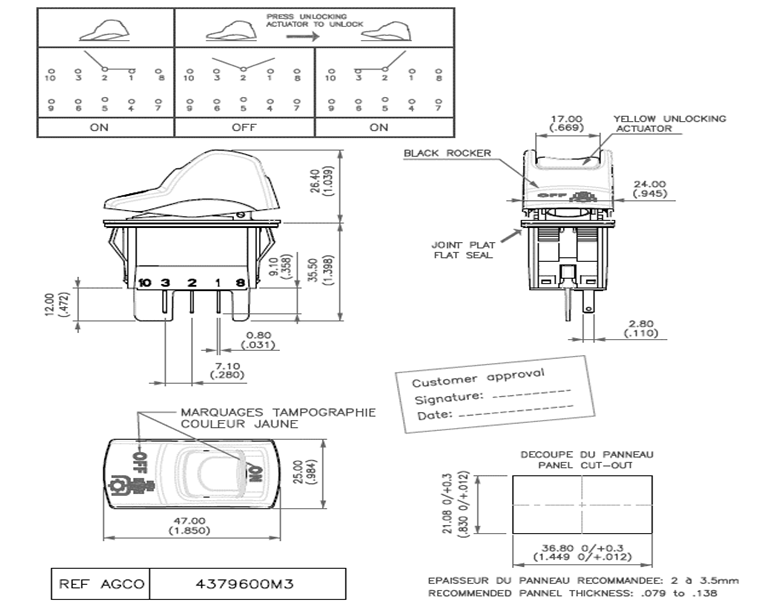 PRESS UNLOCKING
ACTUATOR TO UNLOCK
10 3 2 1 8
9 6 5 4 7
ON
10 3 2 1 8
9 6 5 4 7
OFF
10 3 2 1 8
9 6 5 4 7
ON
17.00
(.669)
YELLOW UNLOCKING
ACTUATOR
BLACK ROCKER
24.00
(.945)
OFF
JOINT PLAT
FLAT SEAL
2.80
(.110)
26.40
(1.039)
35.50
(1.398)
9.10
(.358)
12.00
(.472)
10 3 2 1 8
0.80
(.031)
7.10
(.280)
Customer approval
Signature:
Date:
MARQUAGES TAMPOGRAPHIE
COULEUR JAUNE
OFF
ON
25.00
(.984)
47.00
(1.850)
DECOUPE DU PANNEAU
PANEL CUT-OUT
21.08 0/+0.3
(.830 0/+.012)
36.80 0/+0.3
(1.449 0/+.012)
REF AGCO 4379600M3
EPAISSEUR DU PANNEAU RECOMMANDEE: 2 à 3.5mm
RECOMMENDED PANNEL THICKNESS: .079 to .138